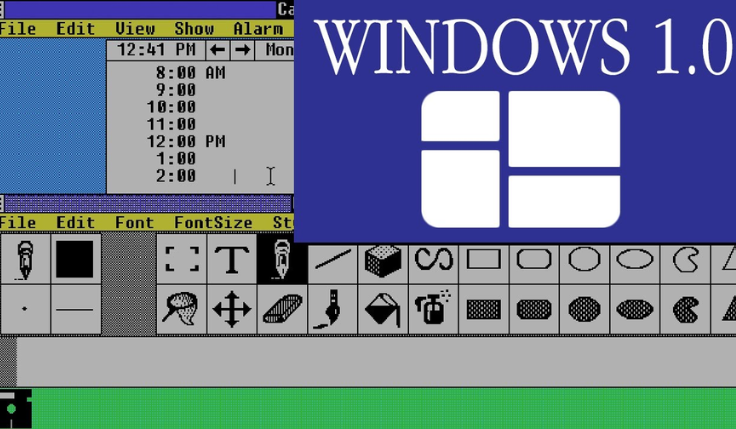 Ca
File Edit View Show Alarm
12:41 PM Mon
8:00 AM
9:00
10:00
11:00
12:00 PM
1:00
2:00
WINDOWS 1.0
File Edit Font FontSize St
T